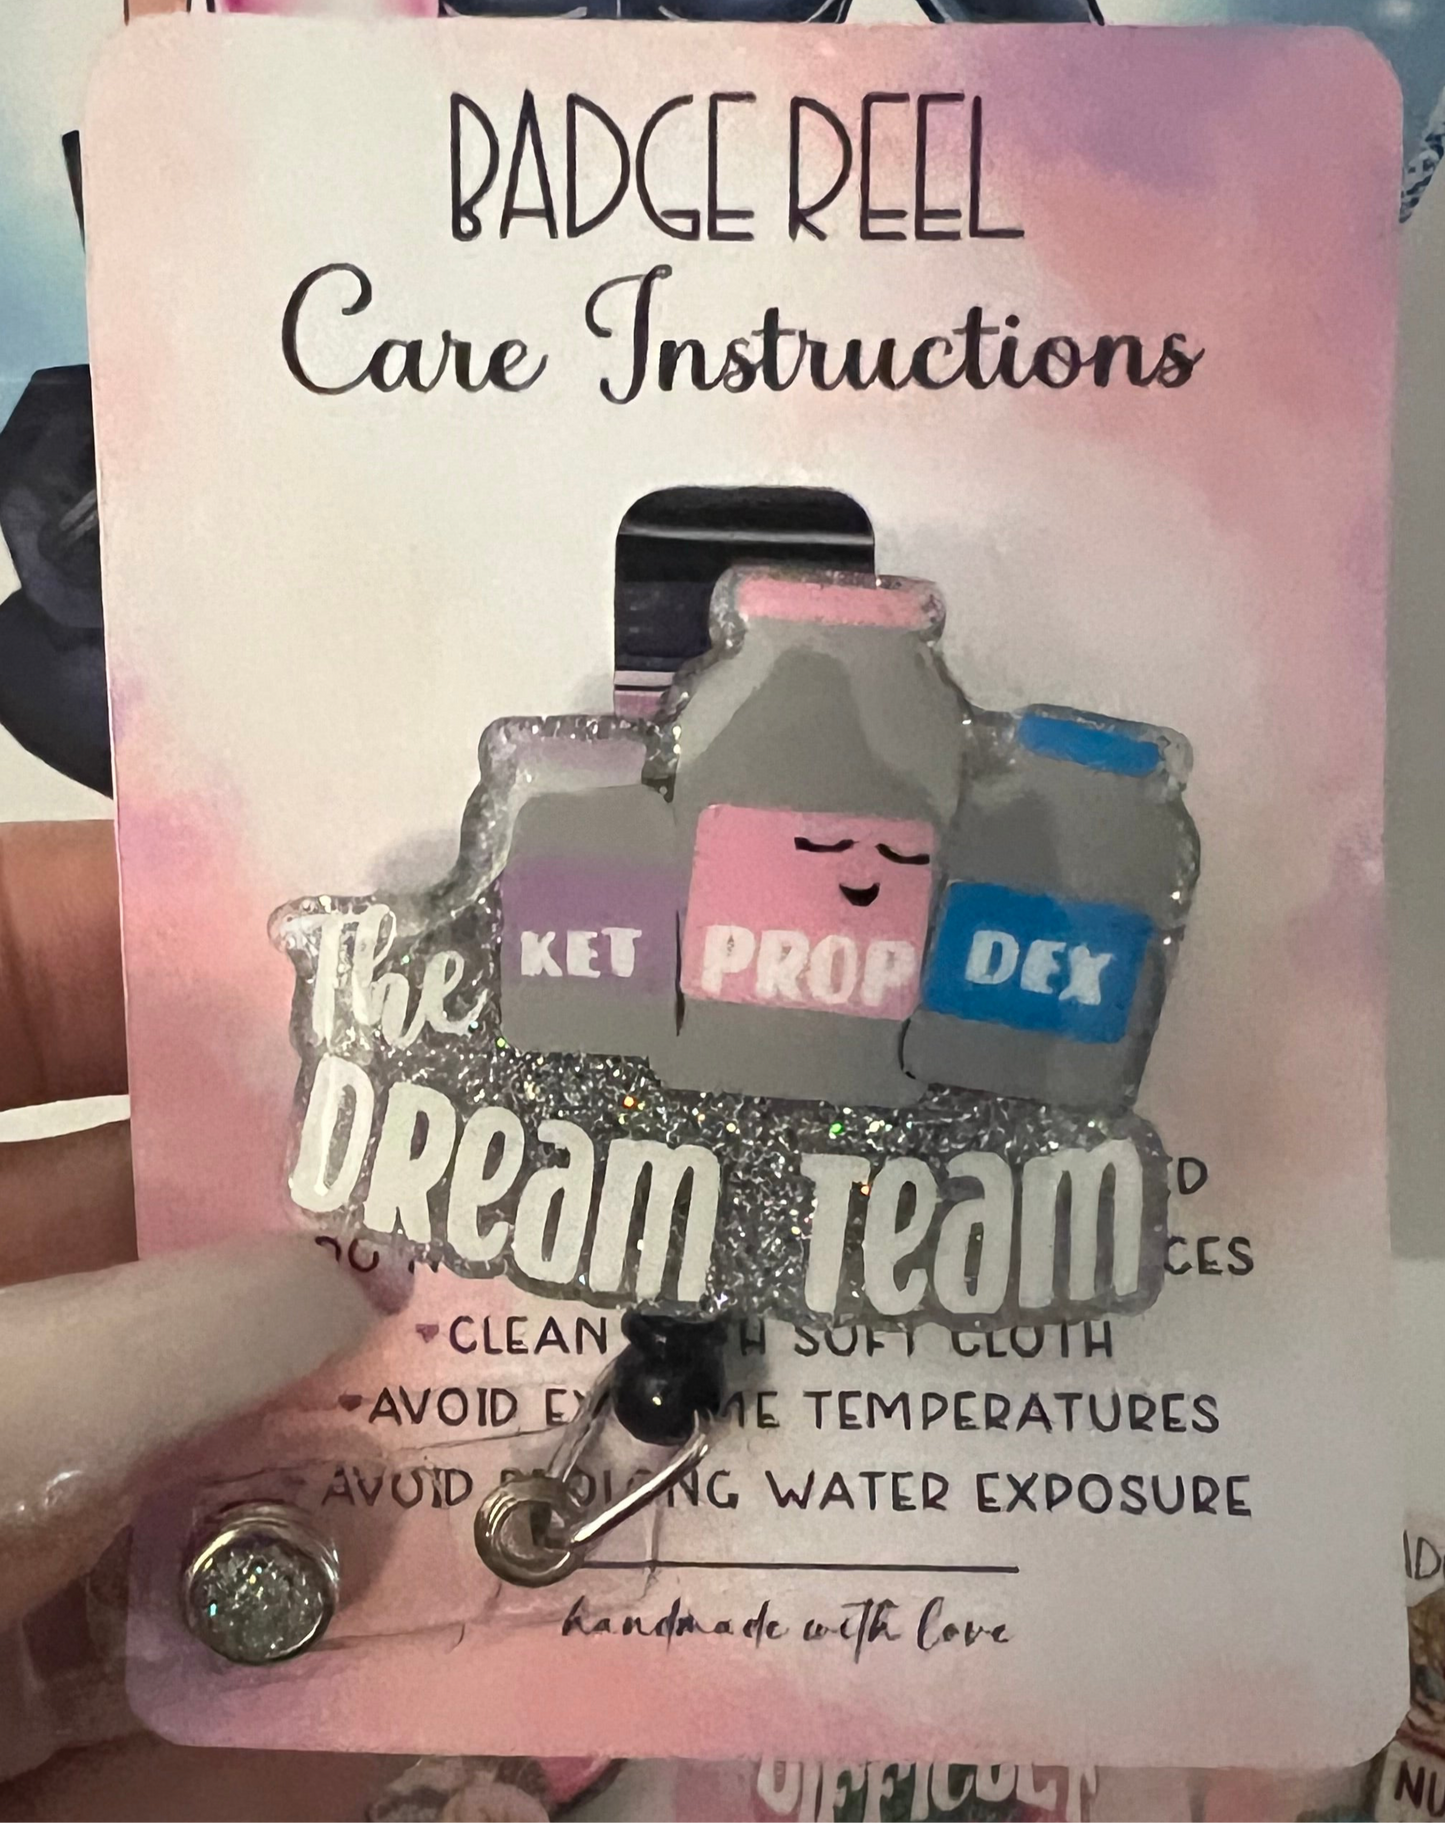 BADGE REEL
Care Instructions
KET
PROP
DEX
The
DREAM TEAM
CLEAN SOFT CLOTH
AVOID TEMPERATURES
AVOID WATER EXPOSURE
handmade with love
DIFFICULT